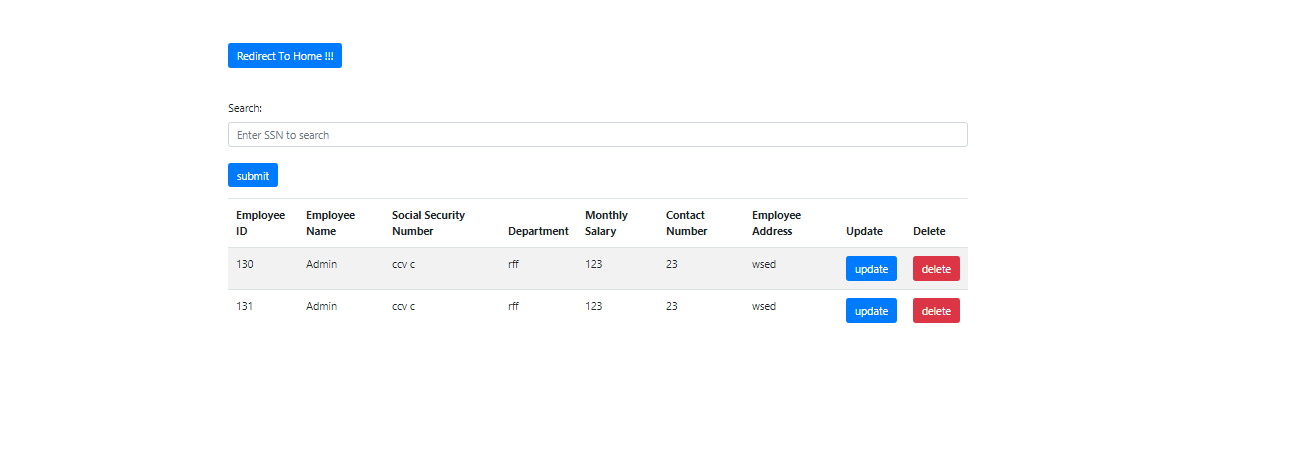 Redirect To Home !!!
Search:
Enter SSN to search
submit
Employee ID Employee Name Social Security Number Department Monthly Salary Contact Number Employee Address Update Delete
130 Admin ccv c rff 123 23 wsed update delete
131 Admin ccv c rff 123 23 wsed update delete